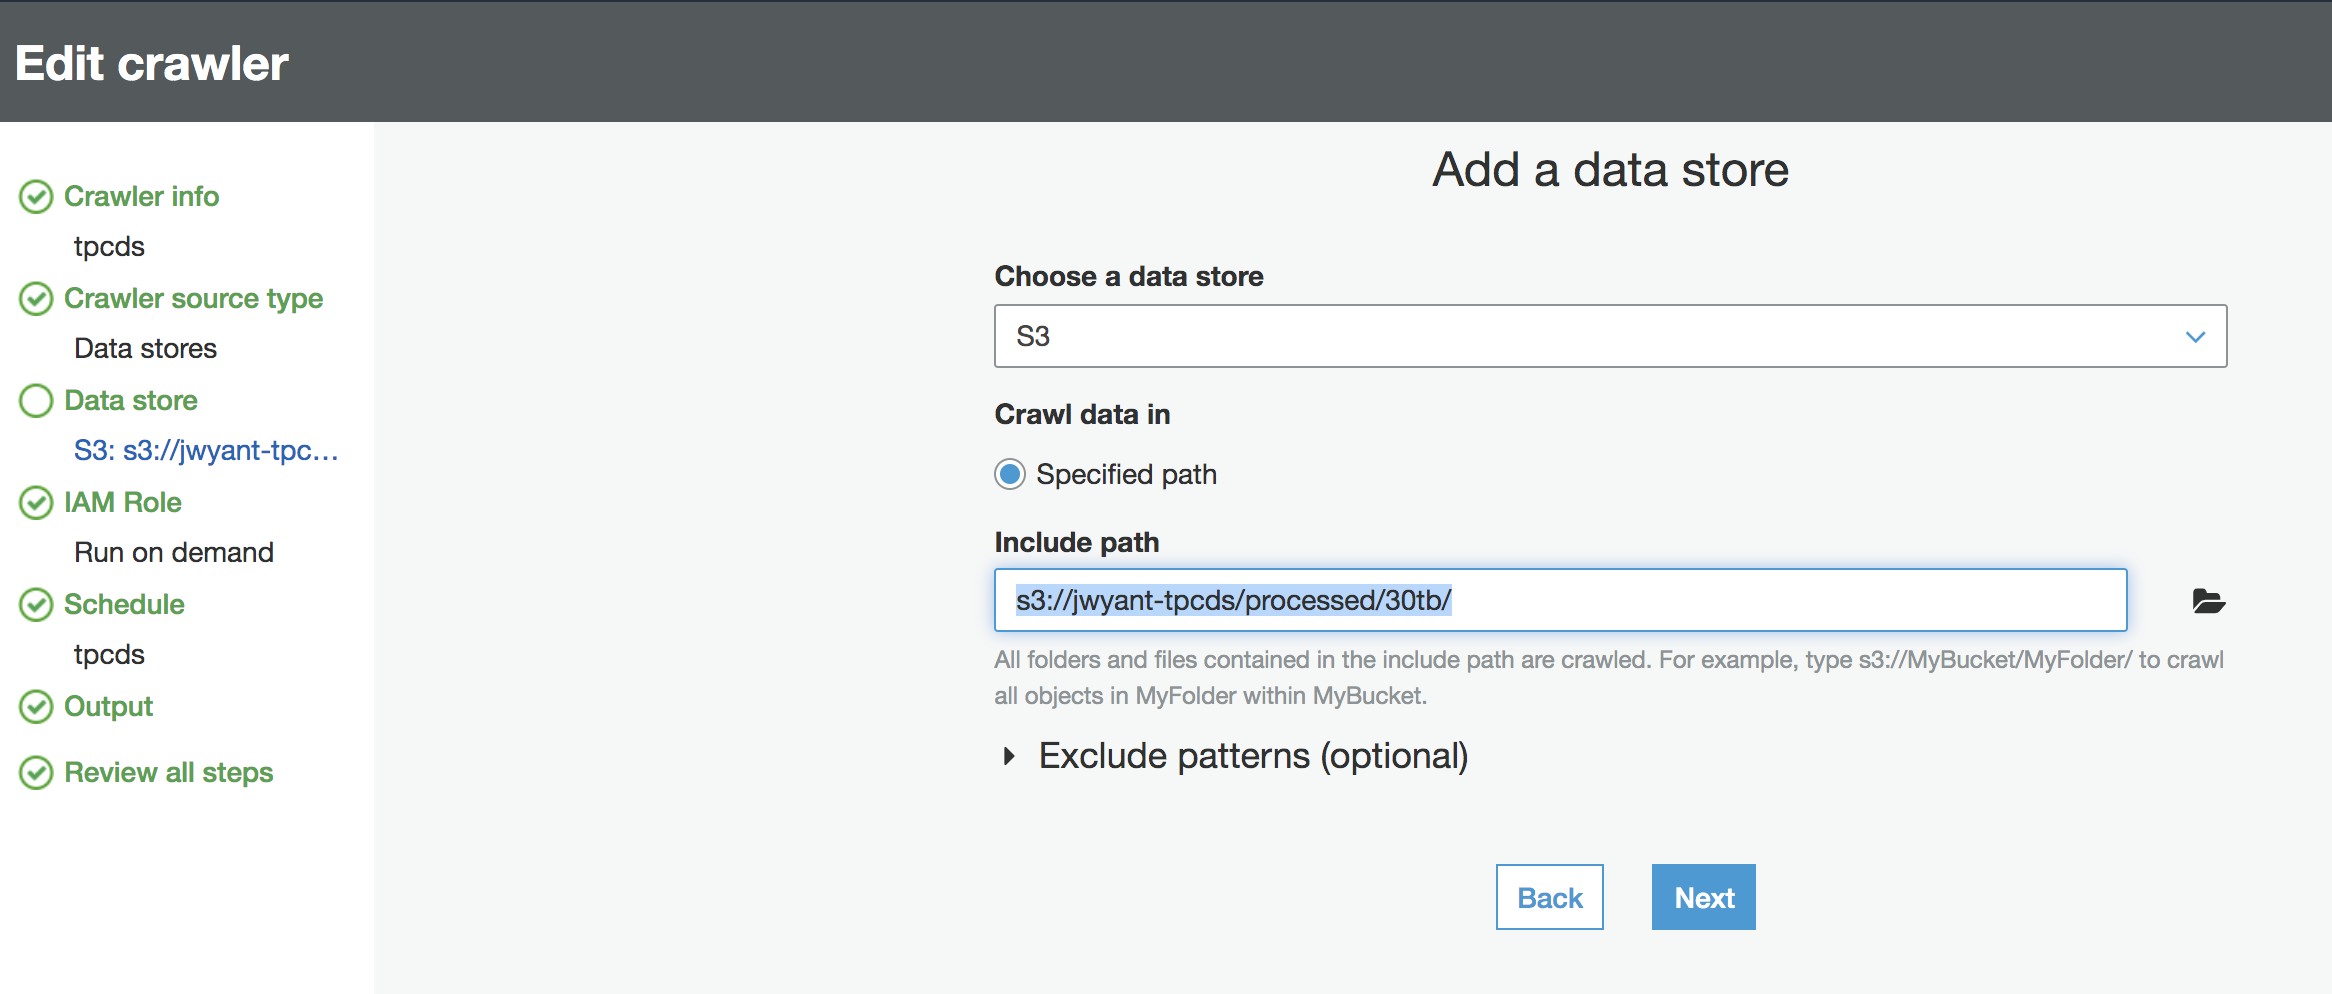 Edit crawler
Crawler info
tpcds
Crawler source type
Data stores
Data store
S3: s3://jwyant-tpc...
IAM Role
Run on demand
Schedule
tpcds
Output
Review all steps
Add a data store
Choose a data store
S3
Crawl data in
Specified path
Include path
s3://jwyant-tpcds/processed/30tb/
All folders and files contained in the include path are crawled. For example, type s3://MyBucket/MyFolder/ to crawl
all objects in MyFolder within MyBucket.
Exclude patterns (optional)
Back
Next